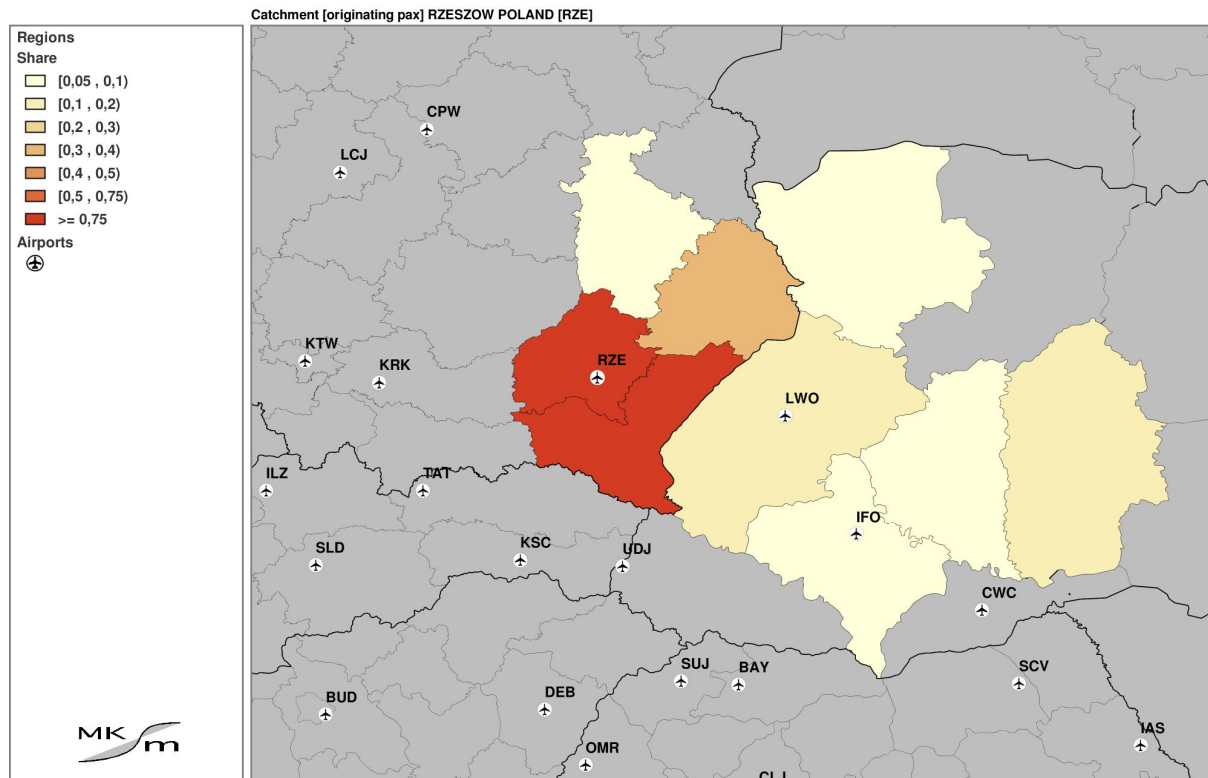 Catchment [originating pax] RZESZOW POLAND [RZE]
Regions
Share
[0,05 , 0,1)
[0,1 , 0,2)
[0,2 , 0,3)
[0,3 , 0,4)
[0,4 , 0,5)
[0,5 , 0,75)
>= 0,75
Airports
CPW
LCJ
KTW
KRK
RZE
LWO
ILZ
TAT
IFO
SLD
KSC
UDJ
CWC
SUJ
BAY
SCV
BUD
DEB
IAS
OMR
CLJ
MK
m